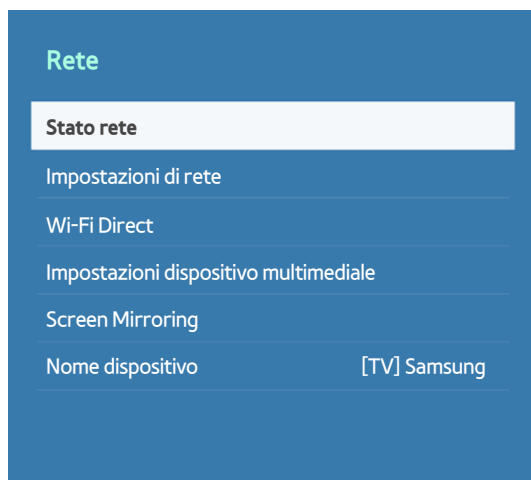 Rete
Stato rete
Impostazioni di rete
Wi-Fi Direct
Impostazioni dispositivo multimediale
Screen Mirroring
Nome dispositivo [TV] Samsung